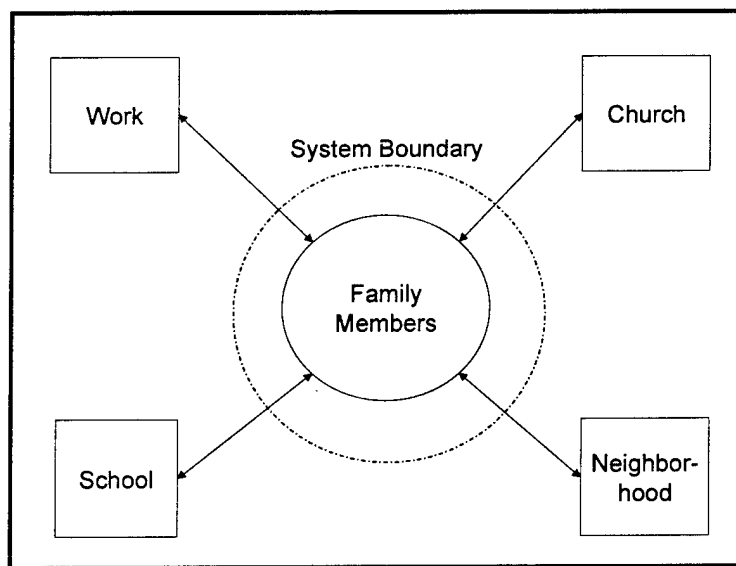 Work
Church
System Boundary
Family
Members
School
Neighbor-
hood